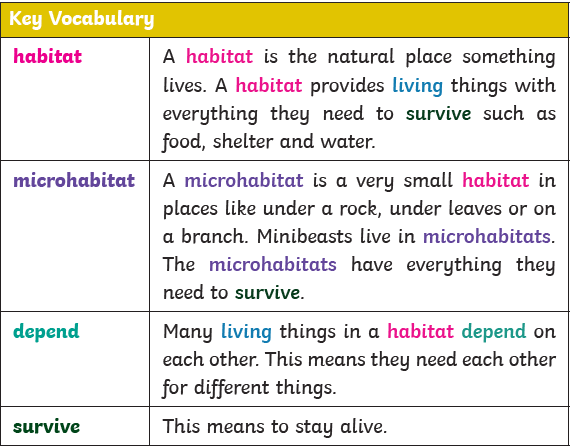 Key Vocabulary
habitat
A habitat is the natural place something
lives. A habitat provides living things with
everything they need to survive such as
food, shelter and water.
microhabitat
A microhabitat is a very small habitat in
places like under a rock, under leaves or on
a branch. Minibeasts live in microhabitats.
The microhabitats have everything they
need to survive.
depend
Many living things in a habitat depend on
each other. This means they need each other
for different things.
survive
This means to stay alive.